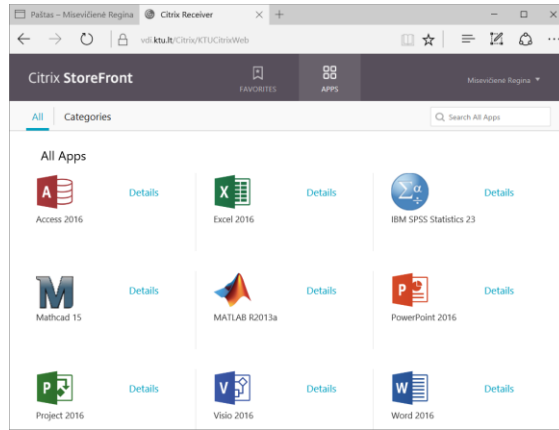 Paštas – Misevičienė Regina
Citrix Receiver
vdi.ktu.lt/Citrix/KTUCitrixWeb
Citrix StoreFront
FAVORITES
APPS
Misevičienė Regina
All
Categories
Search All Apps
All Apps
Details
Details
Details
Access 2016
Excel 2016
IBM SPSS Statistics 23
Details
Details
Details
Mathcad 15
MATLAB R2013a
PowerPoint 2016
Details
Details
Details
Project 2016
Visio 2016
Word 2016